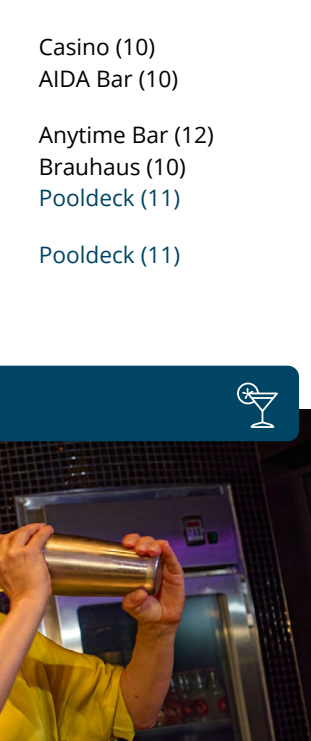 Casino (10)
AIDA Bar (10)
Anytime Bar (12)
Brauhaus (10)
Pooldeck (11)
Pooldeck (11)